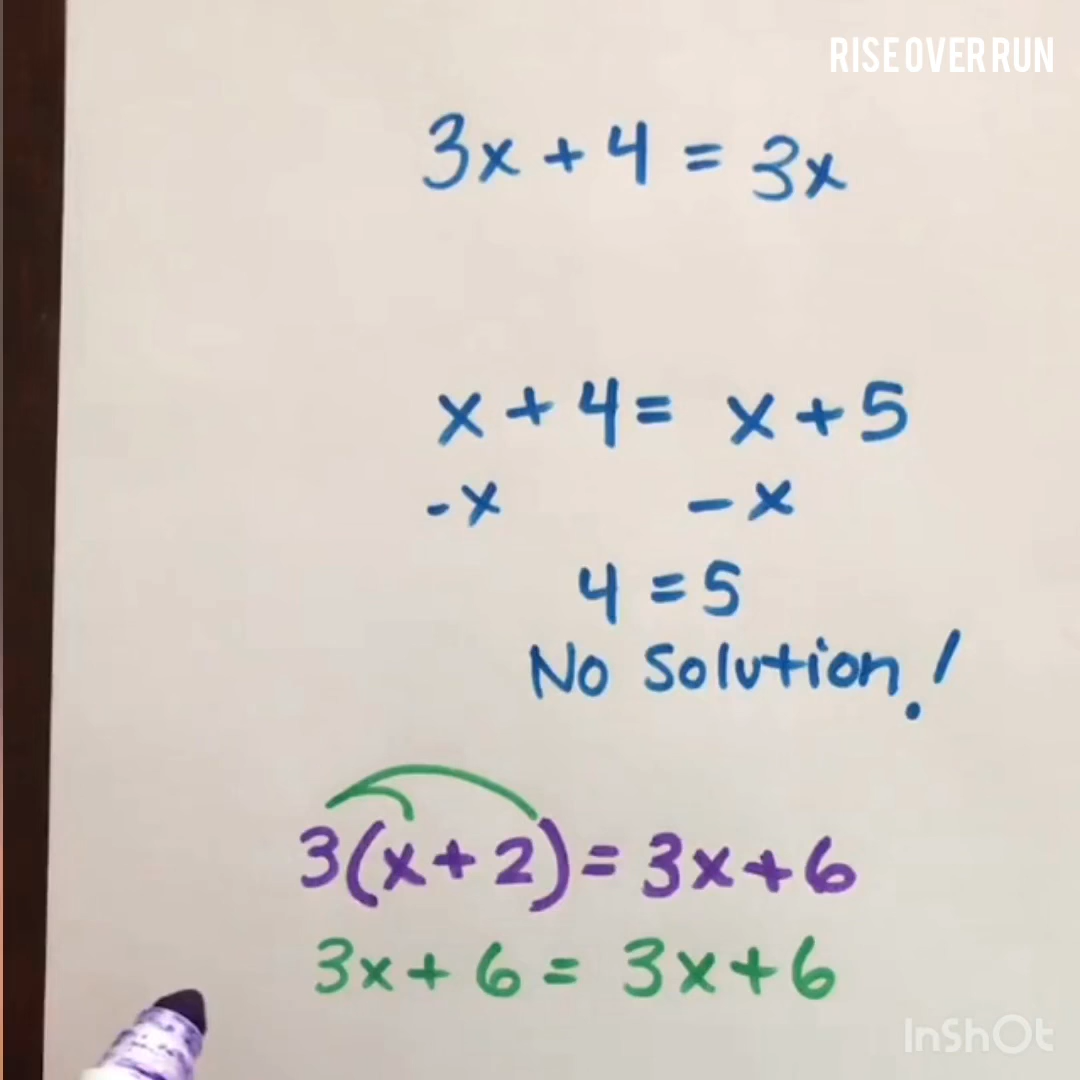 RISE OVER RUN
3x + 4 = 3x
x + 4 = x + 5
-x -x
4 = 5
No Solution!
3(x + 2) = 3x + 6
3x + 6 = 3x + 6
InShOt